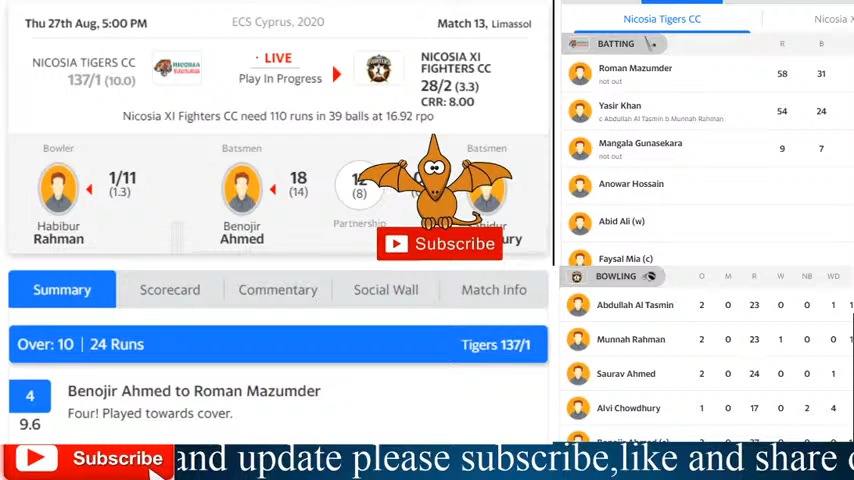 Thu 27th Aug, 5:00 PM
ECS Cyprus, 2020
Match 13, Limassol
NICOSIA TIGERS CC
137/1 (10.0)
· LIVE
Play In Progress
NICOSIA XI
FIGHTERS CC
28/2 (3.3)
CRR: 8.00
Nicosia XI Fighters CC need 110 runs in 39 balls at 16.92 rpo
Bowler
1/11
(1.3)
Habibur
Rahman
Batsmen
18
(14)
Benojir
Ahmed
(8)
Partnership
Batsmen
Subscribe
Summary
Scorecard
Commentary
Social Wall
Match Info
Over: 10 | 24 Runs
Tigers 137/1
4
9.6
Benojir Ahmed to Roman Mazumder
Four! Played towards cover.
Nicosia Tigers CC
Nicosia X
BATTING R B
Roman Mazumder 58 31
not out
Yasir Khan 54 24
c Abdullah Al Tasmin b Munnah Rahman
Mangala Gunasekara 9 7
not out
Anowar Hossain
Abid Ali (w)
Faysal Mia (c)
BOWLING O M R W NB WD
Abdullah Al Tasmin 2 0 23 0 0 1
Munnah Rahman 2 0 23 1 0 0
Saurav Ahmed 2 0 24 0 0 1
Alvi Chowdhury 1 0 17 0 2 4
Subscribe
and update please subscribe,like and share